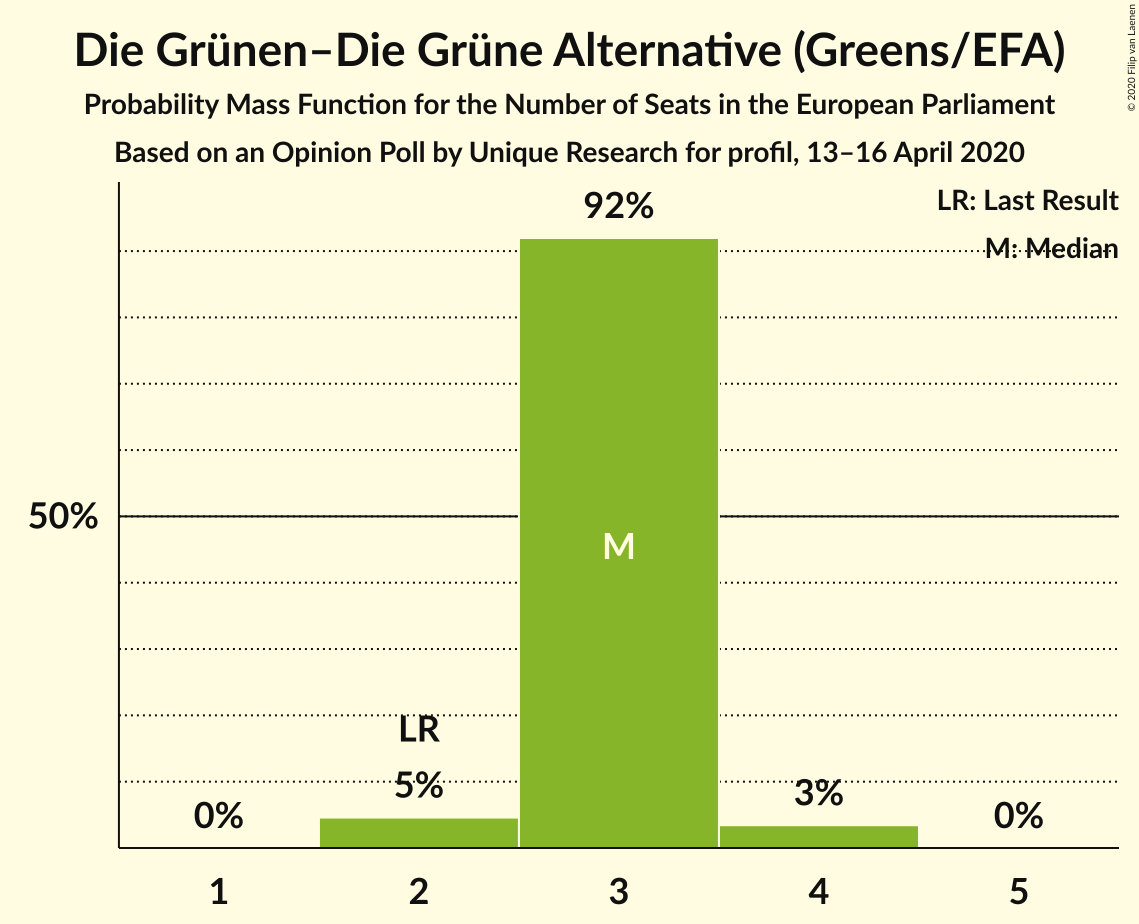 Die Grünen–Die Grüne Alternative (Greens/EFA)
Probability Mass Function for the Number of Seats in the European Parliament
Based on an Opinion Poll by Unique Research for profil, 13–16 April 2020
© 2020 Filip van Laenen
LR: Last Result
M: Median
92%
50%
M
LR
5%
3%
0%
0%
1 2 3 4 5